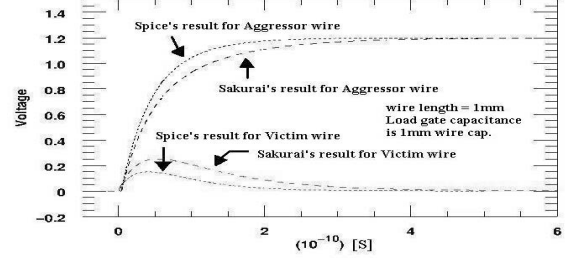 Voltage
1.4
1.2
1.0
0.8
0.6
0.4
0.2
0
−0.2
Spice's result for Aggressor wire
Sakurai's result for Aggressor wire
wire length = 1mm
Load gate capacitance
is 1mm wire cap.
Spice's result for Victim wire
Sakurai's result for Victim wire
0
2
4
6
(10⁻¹⁰) [S]